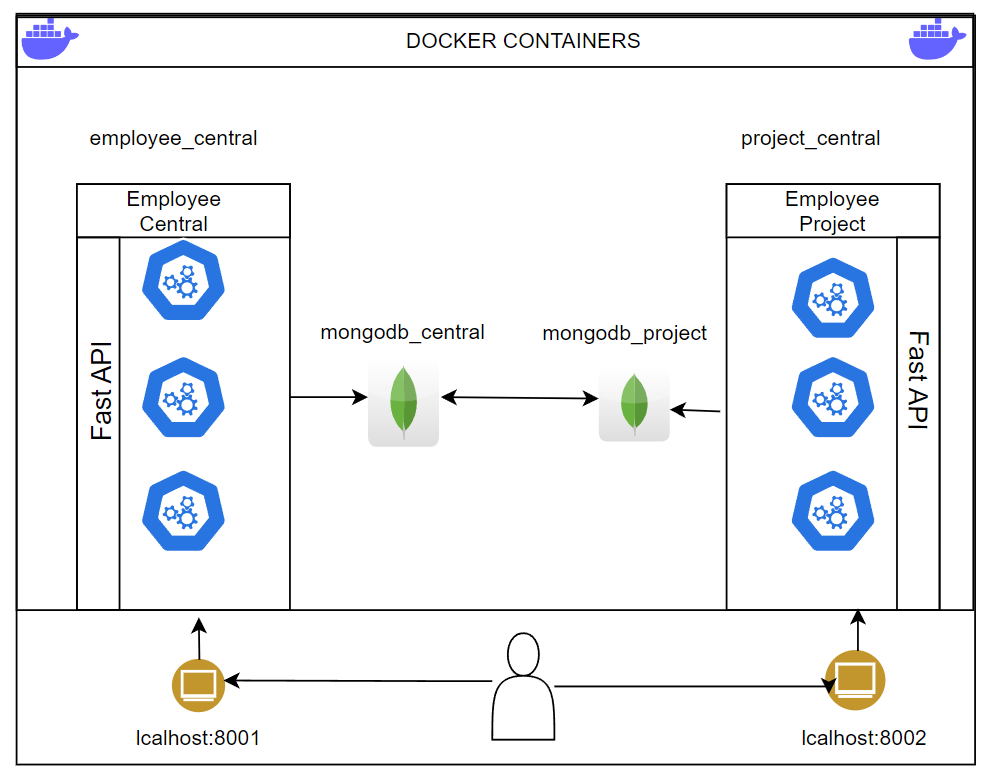 DOCKER CONTAINERS
employee_central
project_central
Employee
Central
Employee
Project
Fast API
mongodb_central
mongodb_project
Fast API
lcalhost:8001
lcalhost:8002